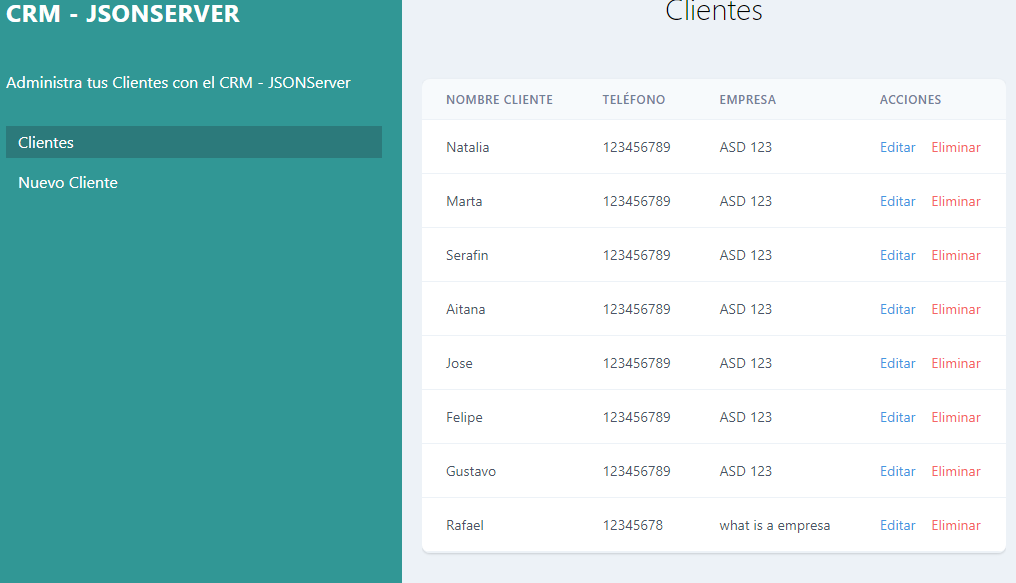 CRM - JSONSERVER
Administra tus Clientes con el CRM - JSONServer
Clientes
Nuevo Cliente
Clientes
NOMBRE CLIENTE TELÉFONO EMPRESA ACCIONES
Natalia 123456789 ASD 123 Editar Eliminar
Marta 123456789 ASD 123 Editar Eliminar
Serafin 123456789 ASD 123 Editar Eliminar
Aitana 123456789 ASD 123 Editar Eliminar
Jose 123456789 ASD 123 Editar Eliminar
Felipe 123456789 ASD 123 Editar Eliminar
Gustavo 123456789 ASD 123 Editar Eliminar
Rafael 12345678 what is a empresa Editar Eliminar